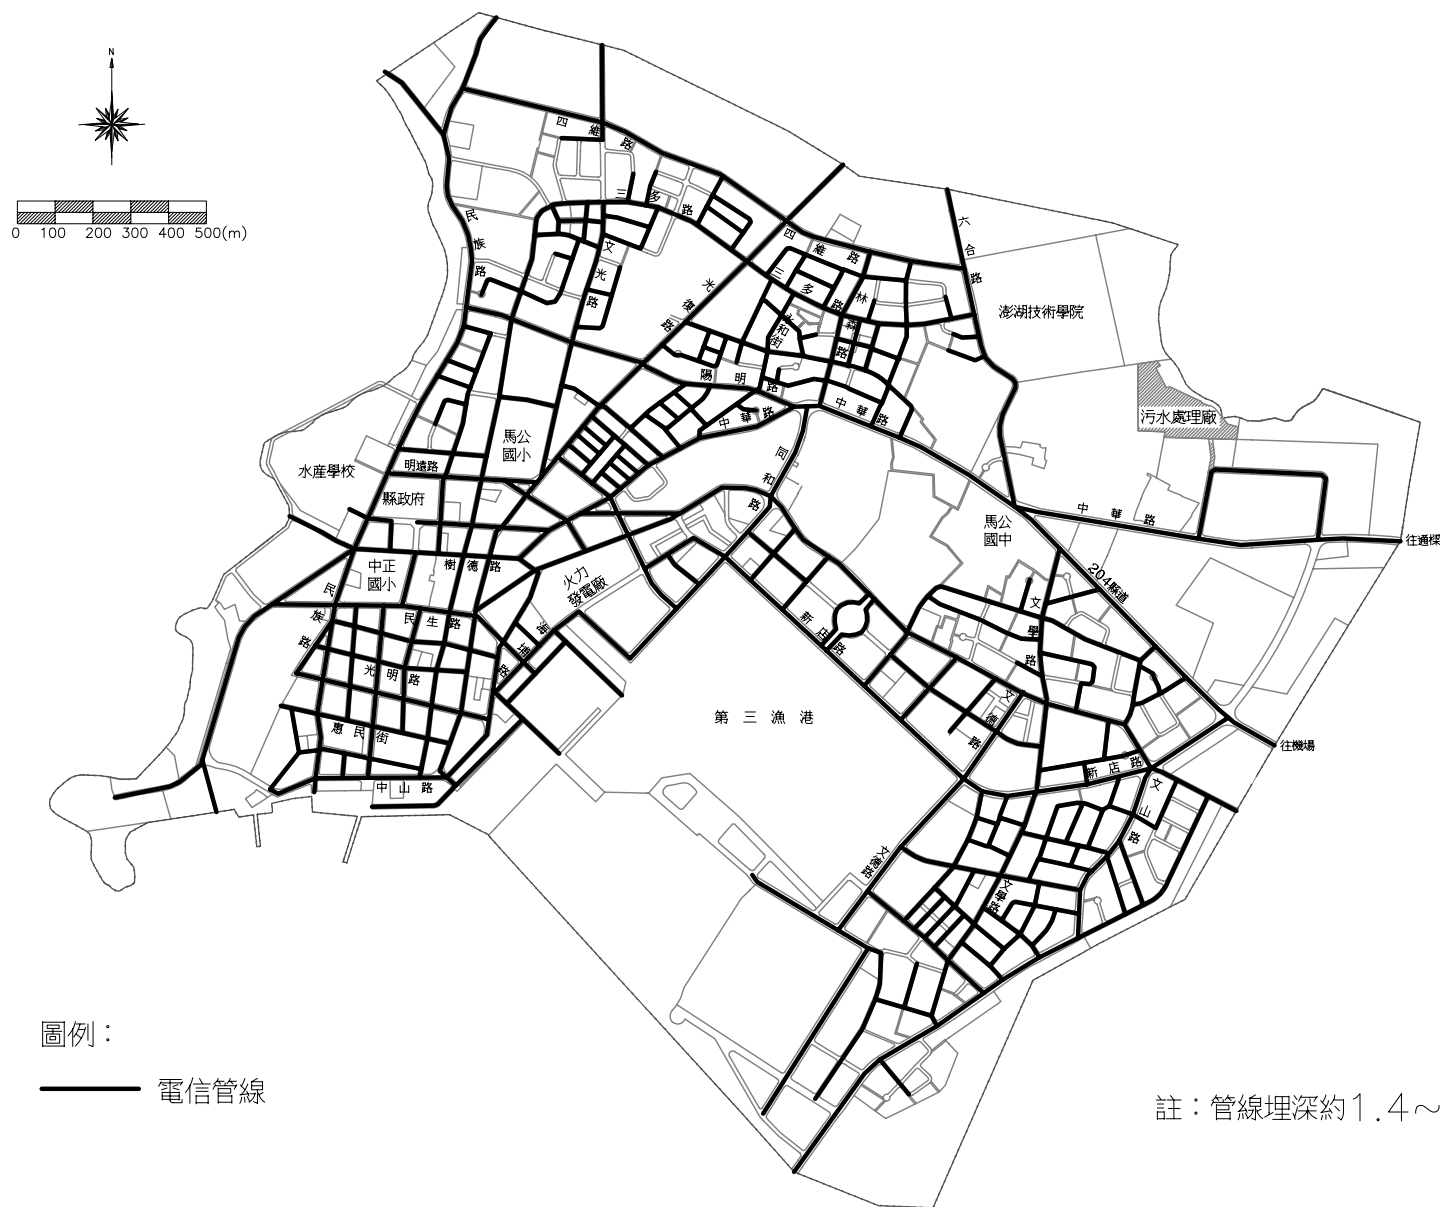 N
0 100 200 300 400 500(m)
四維路
三多路
民族路
文光路
光復路
四維路
三多路
林森路
永和街
六合路
澎湖技術學院
陽明路
中華路
中華路
污水處理廠
馬公
國小
明遠路
水産學校
縣政府
同和路
馬公
國中
中華路
往通樑
中正
國小
樹德路
火力
發電廠
204縣道
民族路
民生路
海埔路
新店路
文學路
光明路
惠民街
第三漁港
文德路
往機場
中山路
新店路
文山路
文德路
文學路
圖例：
電信管線
註：管線埋深約1.4～